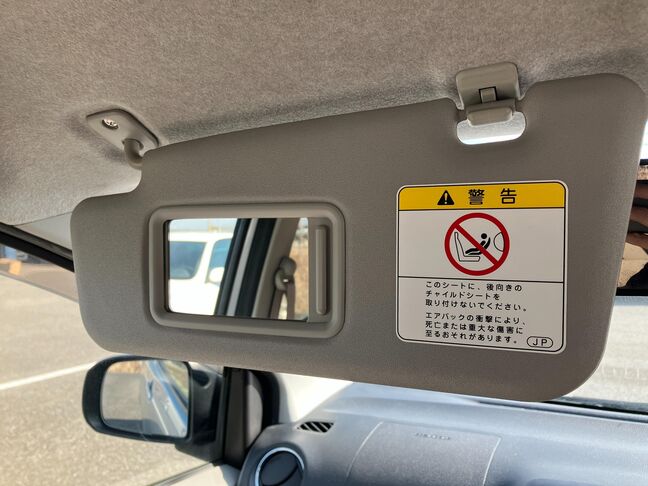 警告
このシートに、後向きの
チャイルドシートを
取り付けないでください。
エアバックの衝撃により、
死亡または重大な傷害に
至るおそれがあります。
JP